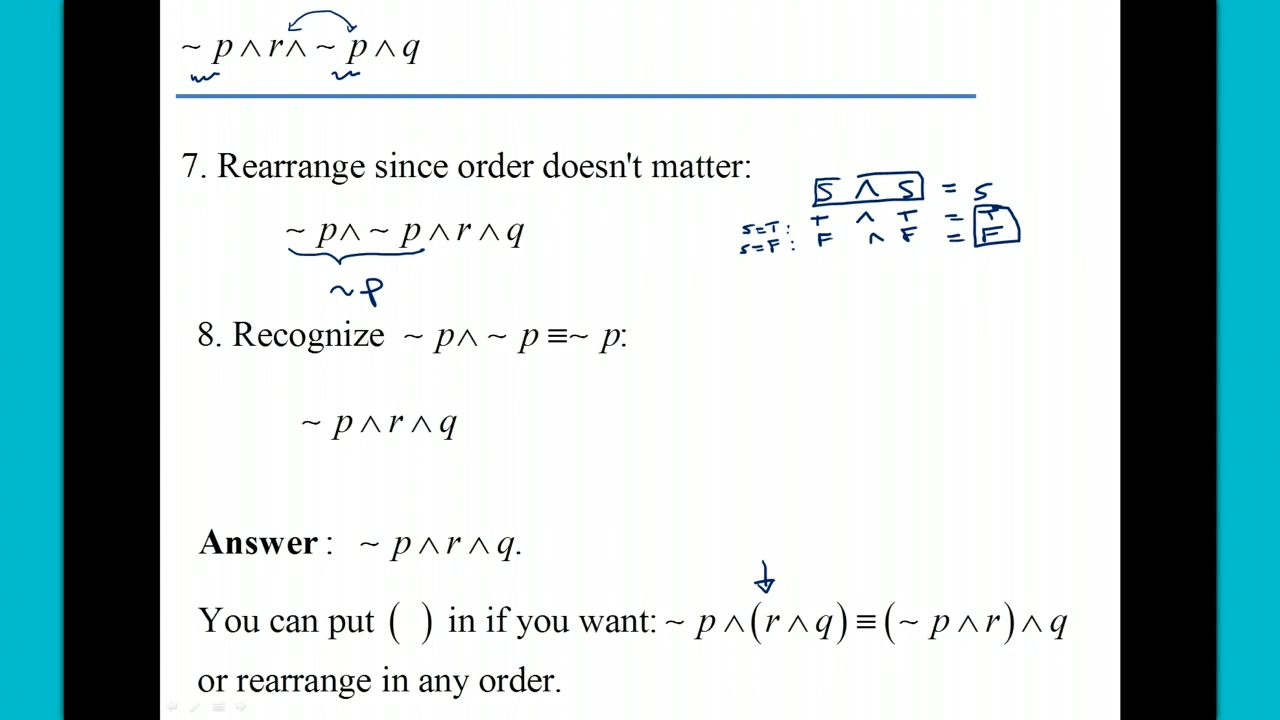 ~ p ∧ r ∧ ~ p ∧ q
7. Rearrange since order doesn't matter:
S ∧ S = S
~ p ∧ ~ p ∧ r ∧ q
S=T: T ∧ T = T
S=F: F ∧ F = F
~p
8. Recognize ~ p ∧ ~ p ≡ ~ p:
~ p ∧ r ∧ q
Answer: ~ p ∧ r ∧ q.
You can put ( ) in if you want: ~ p ∧ (r ∧ q) ≡ (~ p ∧ r) ∧ q
or rearrange in any order.